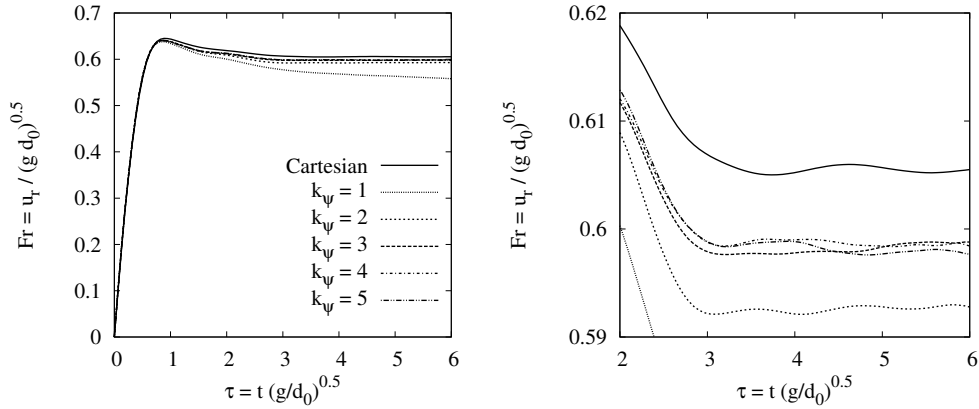 0.7
0.6
0.5
0.4
0.3
0.2
0.1
0
0 1 2 3 4 5 6
Fr = u_r / (g d_0)^0.5
τ = t (g/d_0)^0.5
Cartesian
k_ψ = 1
k_ψ = 2
k_ψ = 3
k_ψ = 4
k_ψ = 5
0.62
0.61
0.6
0.59
2 3 4 5 6
Fr = u_r / (g d_0)^0.5
τ = t (g/d_0)^0.5